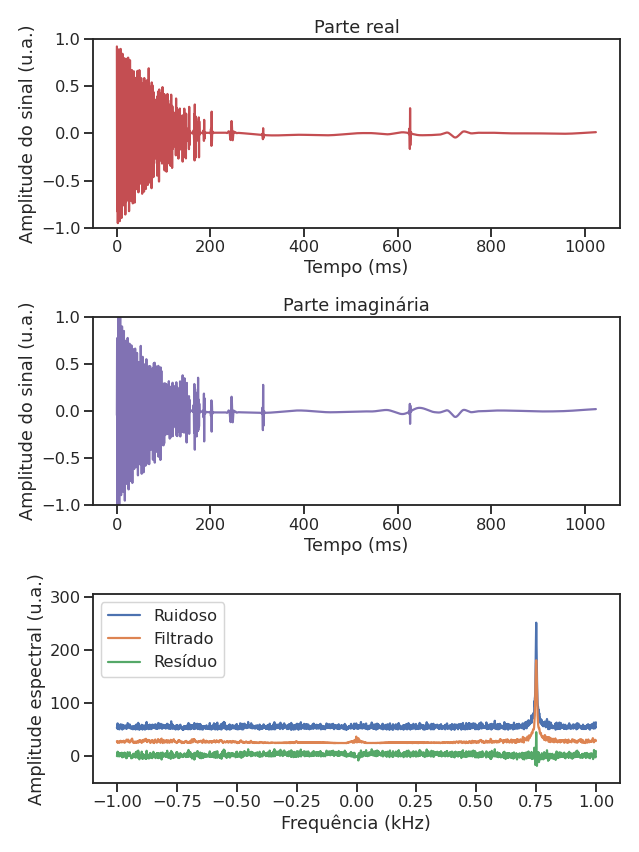 Parte real
Amplitude do sinal (u.a.)
1.0
0.5
0.0
−0.5
−1.0
0 200 400 600 800 1000
Tempo (ms)
Parte imaginária
Amplitude do sinal (u.a.)
1.0
0.5
0.0
−0.5
−1.0
0 200 400 600 800 1000
Tempo (ms)
Amplitude espectral (u.a.)
300
200
100
0
Ruidoso
Filtrado
Resíduo
−1.00 −0.75 −0.50 −0.25 0.00 0.25 0.50 0.75 1.00
Frequência (kHz)